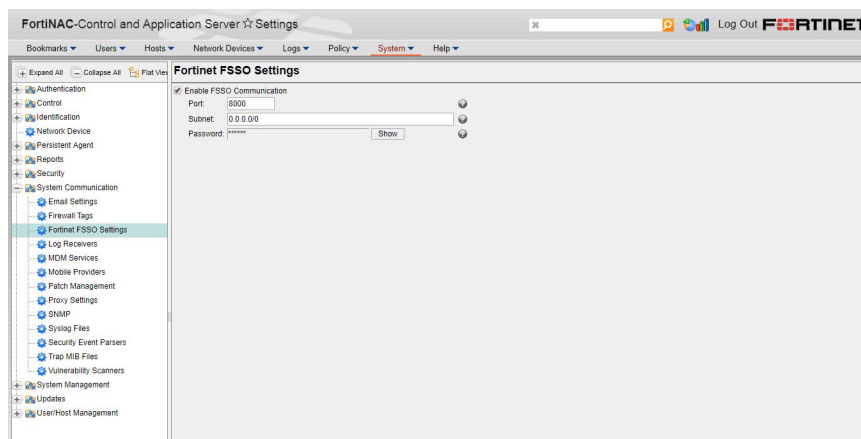 FortiNAC-Control and Application Server ☆ Settings
Log Out FORTINET
Bookmarks Users Hosts Network Devices Logs Policy System Help
Expand All Collapse All Flat
Fortinet FSSO Settings
Authentication
Control
Identification
Network Device
Persistent Agent
Reports
Security
System Communication
Email Settings
Firewall Tags
Fortinet FSSO Settings
Log Receivers
MDM Services
Mobile Providers
Patch Management
Proxy Settings
SNMP
Syslog Files
Security Event Parsers
Trap MIB Files
Vulnerability Scanners
System Management
Updates
User/Host Management
Enable FSSO Communication
Port: 8000
Subnet: 0.0.0.0/0
Password: ****** Show